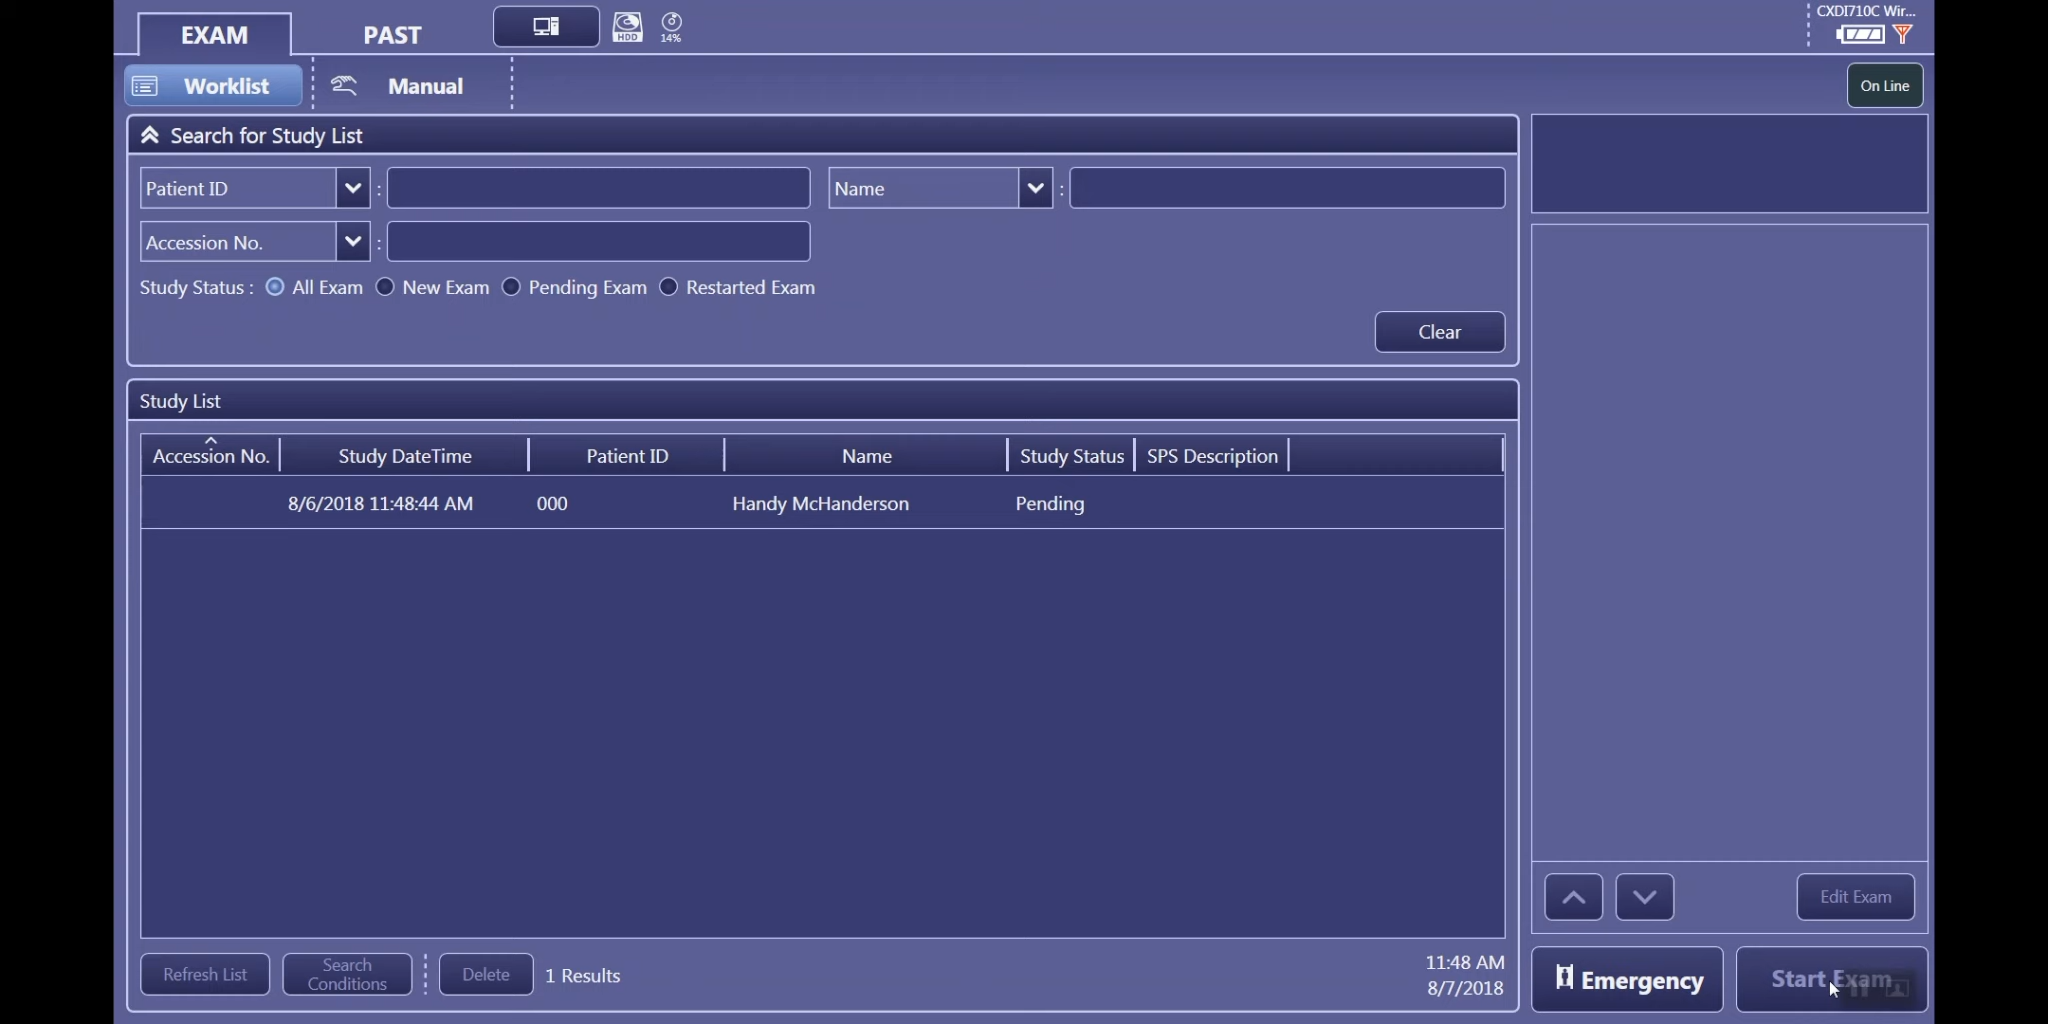 EXAM PAST HDD 14% CXDI710C Wir...
Worklist Manual On Line
Search for Study List
Patient ID : Name :
Accession No. :
Study Status : All Exam New Exam Pending Exam Restarted Exam
Clear
Study List
Accession No. Study DateTime Patient ID Name Study Status SPS Description
8/6/2018 11:48:44 AM 000 Handy McHanderson Pending
Edit Exam
Refresh List Search Conditions Delete 1 Results 11:48 AM
8/7/2018
Emergency Start Exam